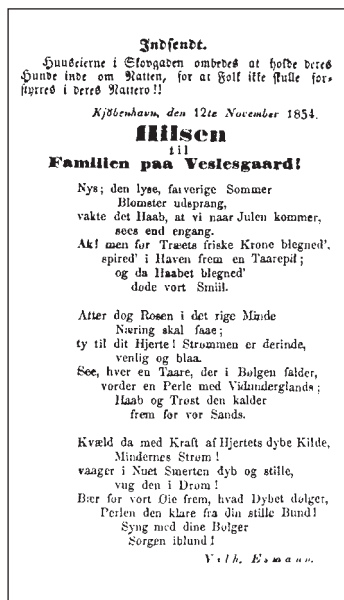 Indsendt.
Huuseierne i Skovgaden ombedes at holde deres
Hunde inde om Natten, for at Folk ikke skulle for-
styrres i deres Nattero!!
Kjöbenhavn, den 12te November 1854.
Hilsen
til
Familien paa Veslesgaard!
Nys; den lyse, farverige Sommer
Blomster udsprang,
vakte det Haab, at vi naar Julen kommer,
sees end engang.
Ak! men før Træets friske Krone blegned',
spired' i Haven frem en Taarepil;
og da Haabet blegned'
døde vort Smiil.
Atter dog Rosen i det rige Minde
Næring skal faae;
ty til dit Hjerte! Strømmen er derinde,
venlig og blaa.
See, hver en Taare, der i Bølgen falder,
vorder en Perle med Vidunderglands;
Haab og Trøst den kalder
frem for vor Sands.
Kvæld da med Kraft af Hjertets dybe Kilde,
Mindernes Strøm!
vaager i Nuet Smerten dyb og stille,
vug den i Drøm!
Bær for vort Øie frem, hvad Dybet dølger,
Perlen den klare fra din stille Bund!
Syng med dine Bølger
Sorgen iblund!
Vilh. Esmann.